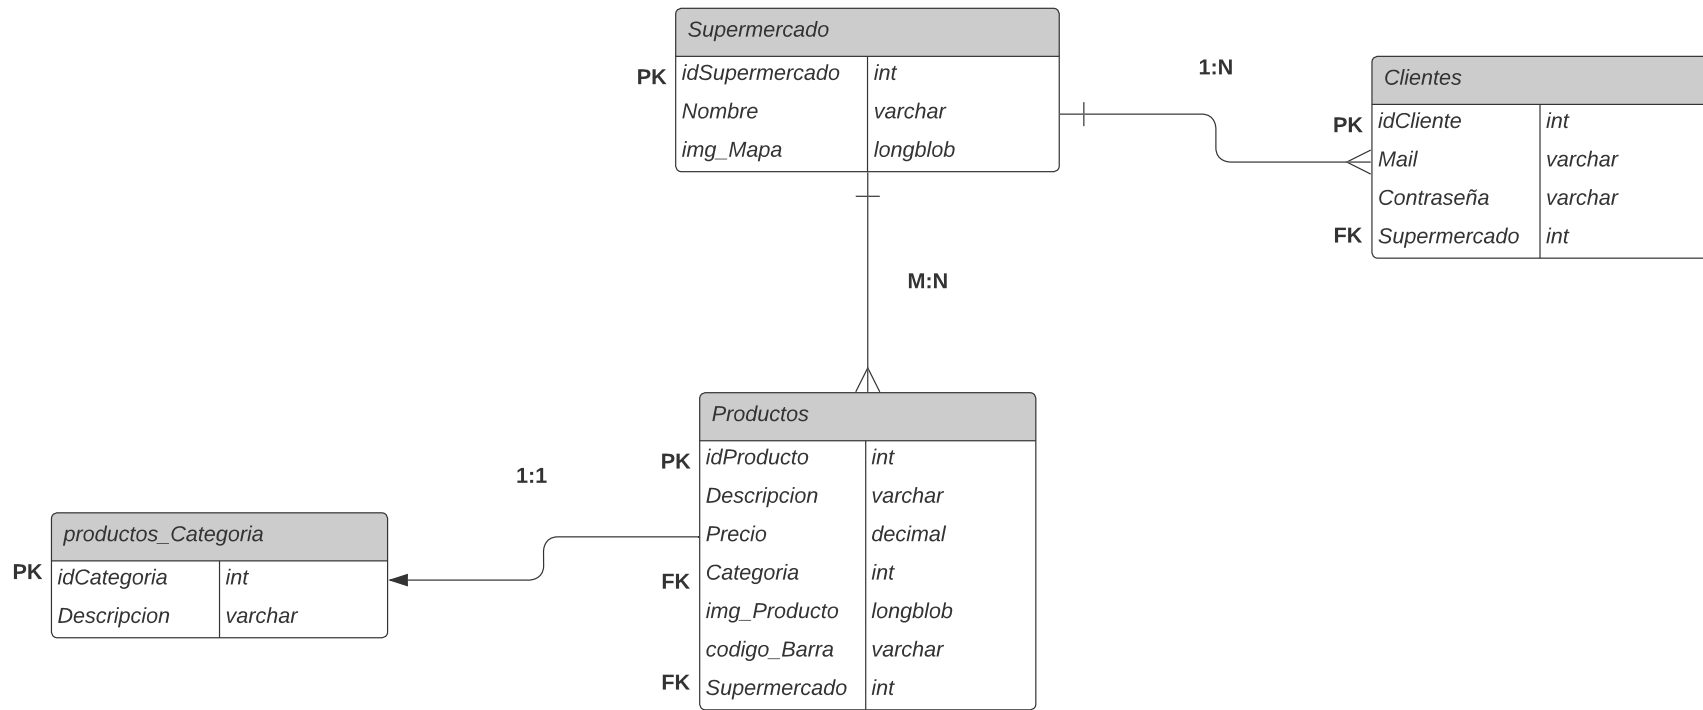 Supermercado
PK idSupermercado int
Nombre varchar
img_Mapa longblob
1:N
Clientes
PK idCliente int
Mail varchar
Contraseña varchar
FK Supermercado int
M:N
Productos
PK idProducto int
Descripcion varchar
Precio decimal
FK Categoria int
img_Producto longblob
codigo_Barra varchar
FK Supermercado int
1:1
productos_Categoria
PK idCategoria int
Descripcion varchar